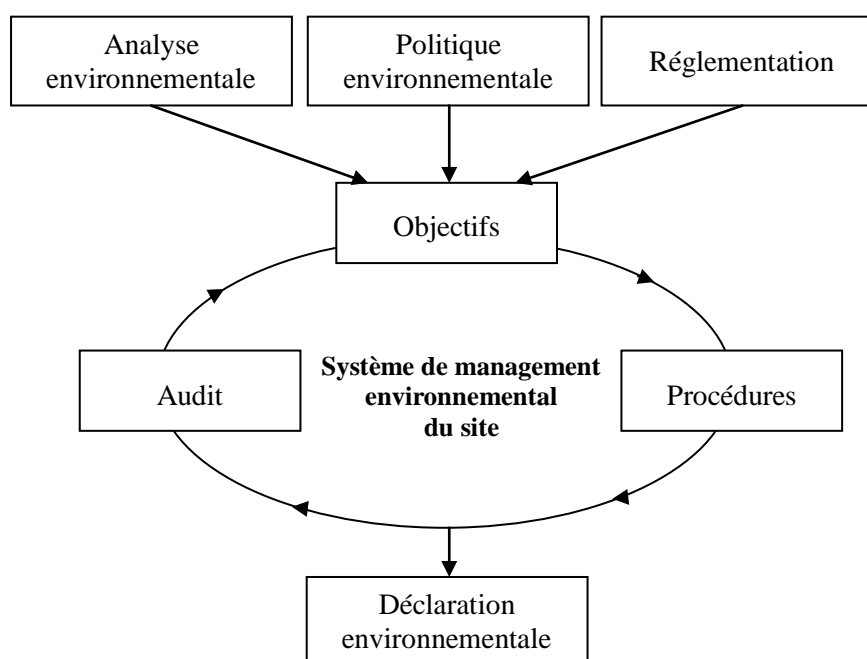 Analyse
environnementale
Politique
environnementale
Réglementation
Objectifs
Audit
Système de management
environnemental
du site
Procédures
Déclaration
environnementale